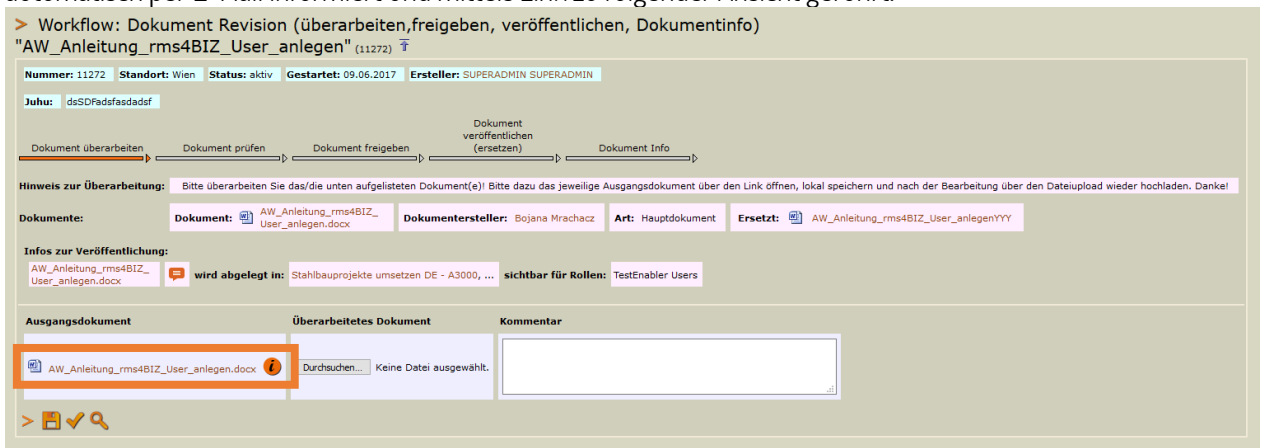 > Workflow: Dokument Revision (überarbeiten,freigeben, veröffentlichen, Dokumentinfo)
"AW_Anleitung_rms4BIZ_User_anlegen" (11272)
Nummer: 11272 Standort: Wien Status: aktiv Gestartet: 09.06.2017 Ersteller: SUPERADMIN SUPERADMIN
Juhu: dsSDFadsfasdadsf
Dokument überarbeiten Dokument prüfen Dokument freigeben Dokument veröffentlichen (ersetzen) Dokument Info
Hinweis zur Überarbeitung: Bitte überarbeiten Sie das/die unten aufgelisteten Dokument(e)! Bitte dazu das jeweilige Ausgangsdokument über den Link öffnen, lokal speichern und nach der Bearbeitung über den Dateiupload wieder hochladen. Danke!
Dokumente: Dokument: AW_Anleitung_rms4BIZ_
User_anlegen.docx Dokumentersteller: Bojana Mrachacz Art: Hauptdokument Ersetzt: AW_Anleitung_rms4BIZ_User_anlegenYYY
Infos zur Veröffentlichung:
AW_Anleitung_rms4BIZ_
User_anlegen.docx wird abgelegt in: Stahlbauprojekte umsetzen DE - A3000, ... sichtbar für Rollen: TestEnabler Users
Ausgangsdokument Überarbeitetes Dokument Kommentar
AW_Anleitung_rms4BIZ_User_anlegen.docx i Durchsuchen... Keine Datei ausgewählt.